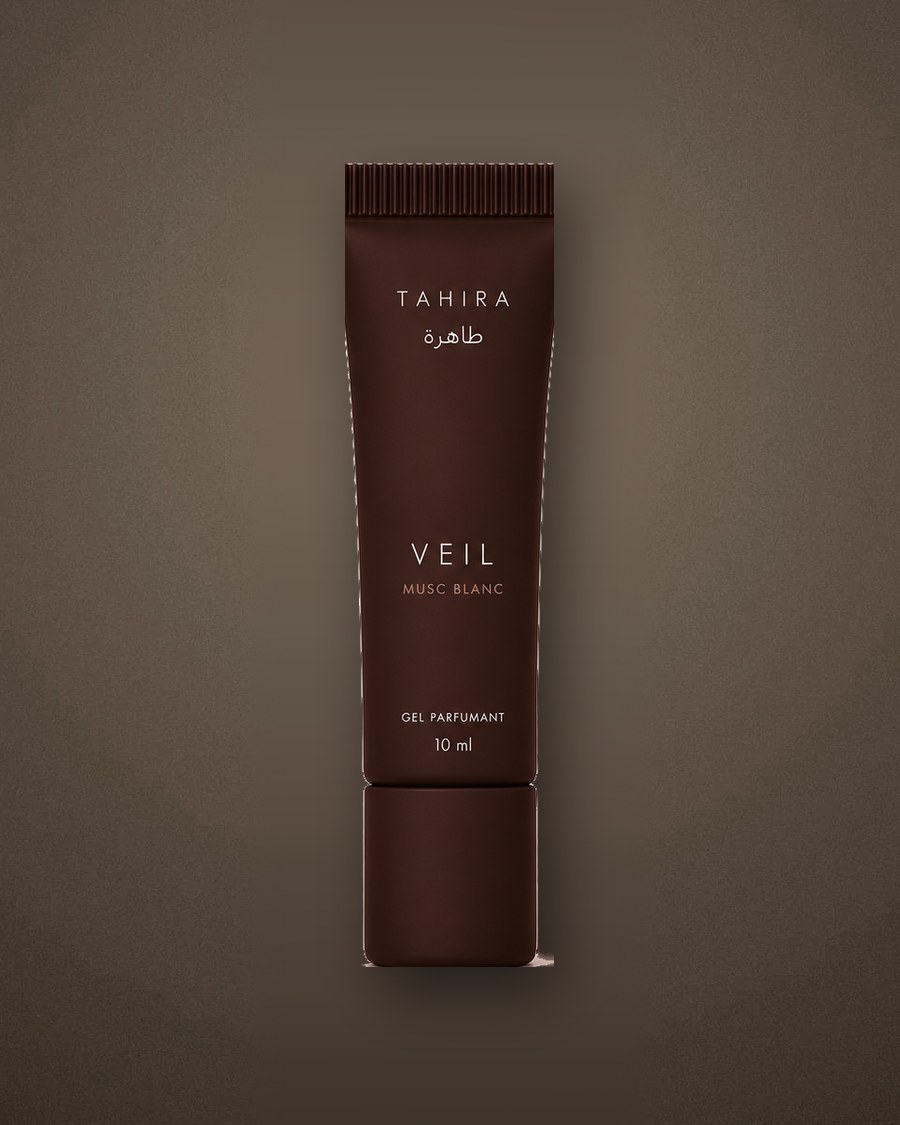 TAHIRA
طاهرة
VEIL
MUSC BLANC
GEL PARFUMANT
10 ml